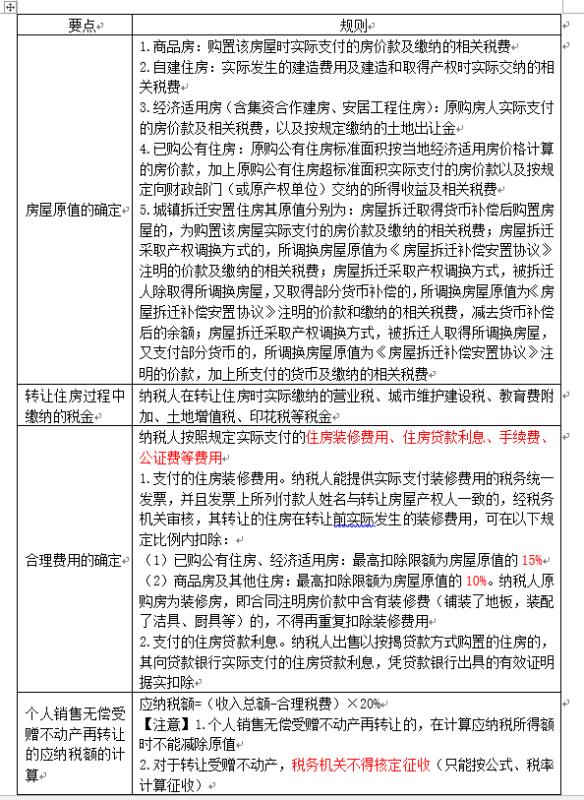 要点
规则
房屋原值的确定
1.商品房：购置该房屋时实际支付的房价款及缴纳的相关税费
2.自建住房：实际发生的建造费用及建造和取得产权时实际交纳的相
关税费
3.经济适用房（含集资合作建房、安居工程住房）：原购房人实际支付
的房价款及相关税费，以及按规定缴纳的土地出让金
4.已购公有住房：原购公有住房标准面积按当地经济适用房价格计算
的房价款，加上原购公有住房超标准面积实际支付的房价款以及按规
定向财政部门（或原产权单位）交纳的所得收益及相关税费
5.城镇拆迁安置住房其原值分别为：房屋拆迁取得货币补偿后购置房
屋的，为购置该房屋实际支付的房价款及缴纳的相关税费；房屋拆迁
采取产权调换方式的，所调换房屋原值为《房屋拆迁补偿安置协议》
注明的价款及缴纳的相关税费；房屋拆迁采取产权调换方式，被拆迁
人除取得所调换房屋，又取得部分货币补偿的，所调换房屋原值为《房
屋拆迁补偿安置协议》注明的价款和缴纳的相关税费，减去货币补偿
后的余额；房屋拆迁采取产权调换方式，被拆迁人取得所调换房屋，
又支付部分货币的，所调换房屋原值为《房屋拆迁补偿安置协议》注
明的价款，加上所支付的货币及缴纳的相关税费
转让住房过程中
缴纳的税金
纳税人在转让住房时实际缴纳的营业税、城市维护建设税、教育费附
加、土地增值税、印花税等税金
合理费用的确定
纳税人按照规定实际支付的住房装修费用、住房贷款利息、手续费、
公证费等费用
1.支付的住房装修费用。纳税人能提供实际支付装修费用的税务统一
发票，并且发票上所列付款人姓名与转让房屋产权人一致的，经税务
机关审核，其转让的住房在转让前实际发生的装修费用，可在以下规
定比例内扣除：
（1）已购公有住房、经济适用房：最高扣除限额为房屋原值的15%
（2）商品房及其他住房：最高扣除限额为房屋原值的10%。纳税人原
购房为装修房，即合同注明房价款中含有装修费（铺装了地板，装配
了洁具、厨具等）的，不得再重复扣除装修费用
2.支付的住房贷款利息。纳税人出售以按揭贷款方式购置的住房的，
其向贷款银行实际支付的住房贷款利息，凭贷款银行出具的有效证明
据实扣除
个人销售无偿受
赠不动产再转让
的应纳税额的计
算
应纳税额=（收入总额-合理税费）×20%
【注意】1.个人销售无偿受赠不动产再转让的，在计算应纳税所得额
时不能减除原值
2.对于转让受赠不动产，税务机关不得核定征收（只能按公式、税率
计算征收）